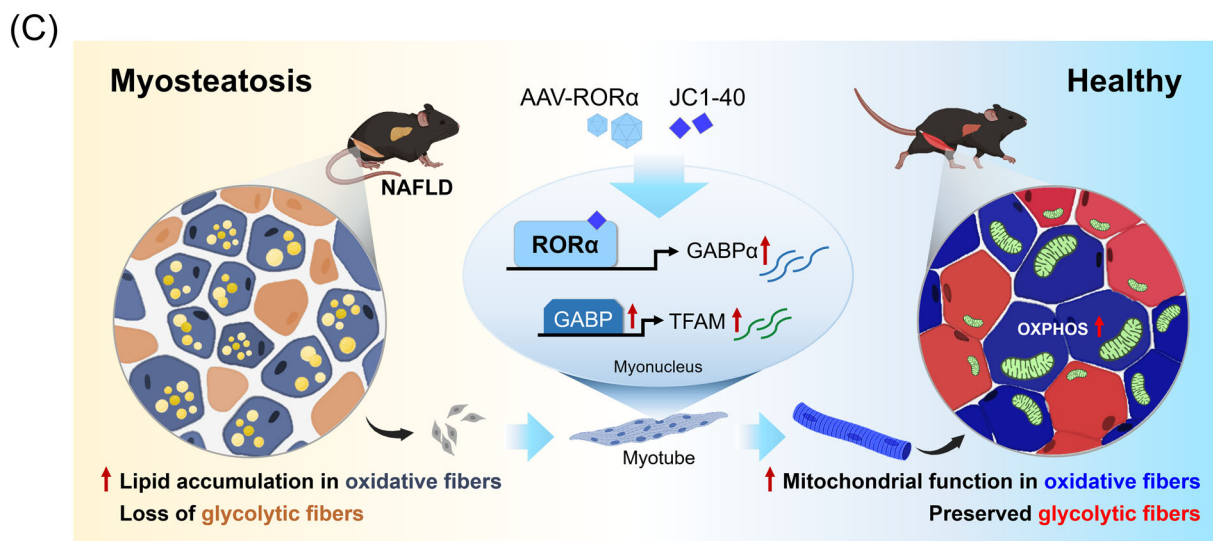 (C)
Myosteatosis
Healthy
AAV-RORα
JC1-40
NAFLD
RORα
GABPα
GABP
TFAM
Myonucleus
OXPHOS
Myotube
Lipid accumulation in oxidative fibers
Loss of glycolytic fibers
Mitochondrial function in oxidative fibers
Preserved glycolytic fibers